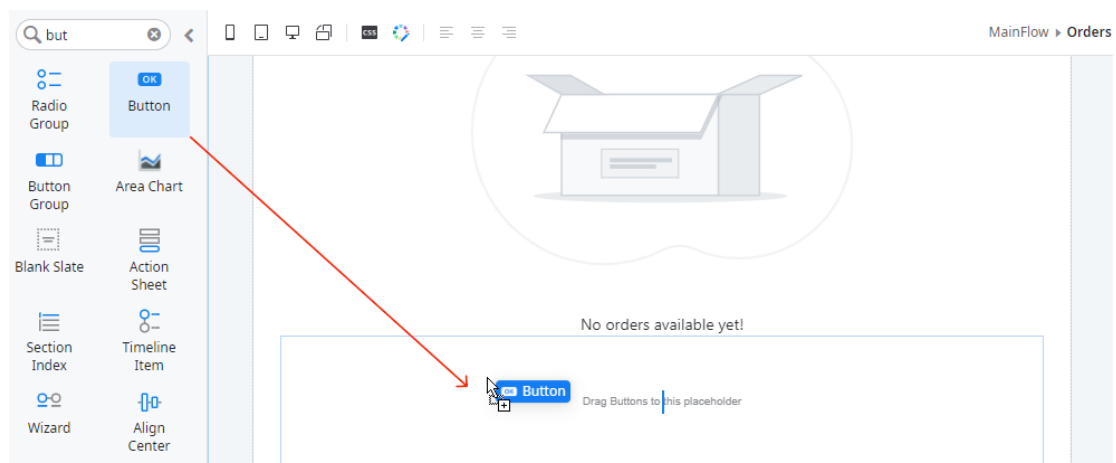 but
CSS
MainFlow Orders
Radio
Group
OK
Button
Button
Group
Area Chart
Blank Slate
Action
Sheet
Section
Index
Timeline
Item
Wizard
Align
Center
No orders available yet!
OK Button
Drag Buttons to this placeholder